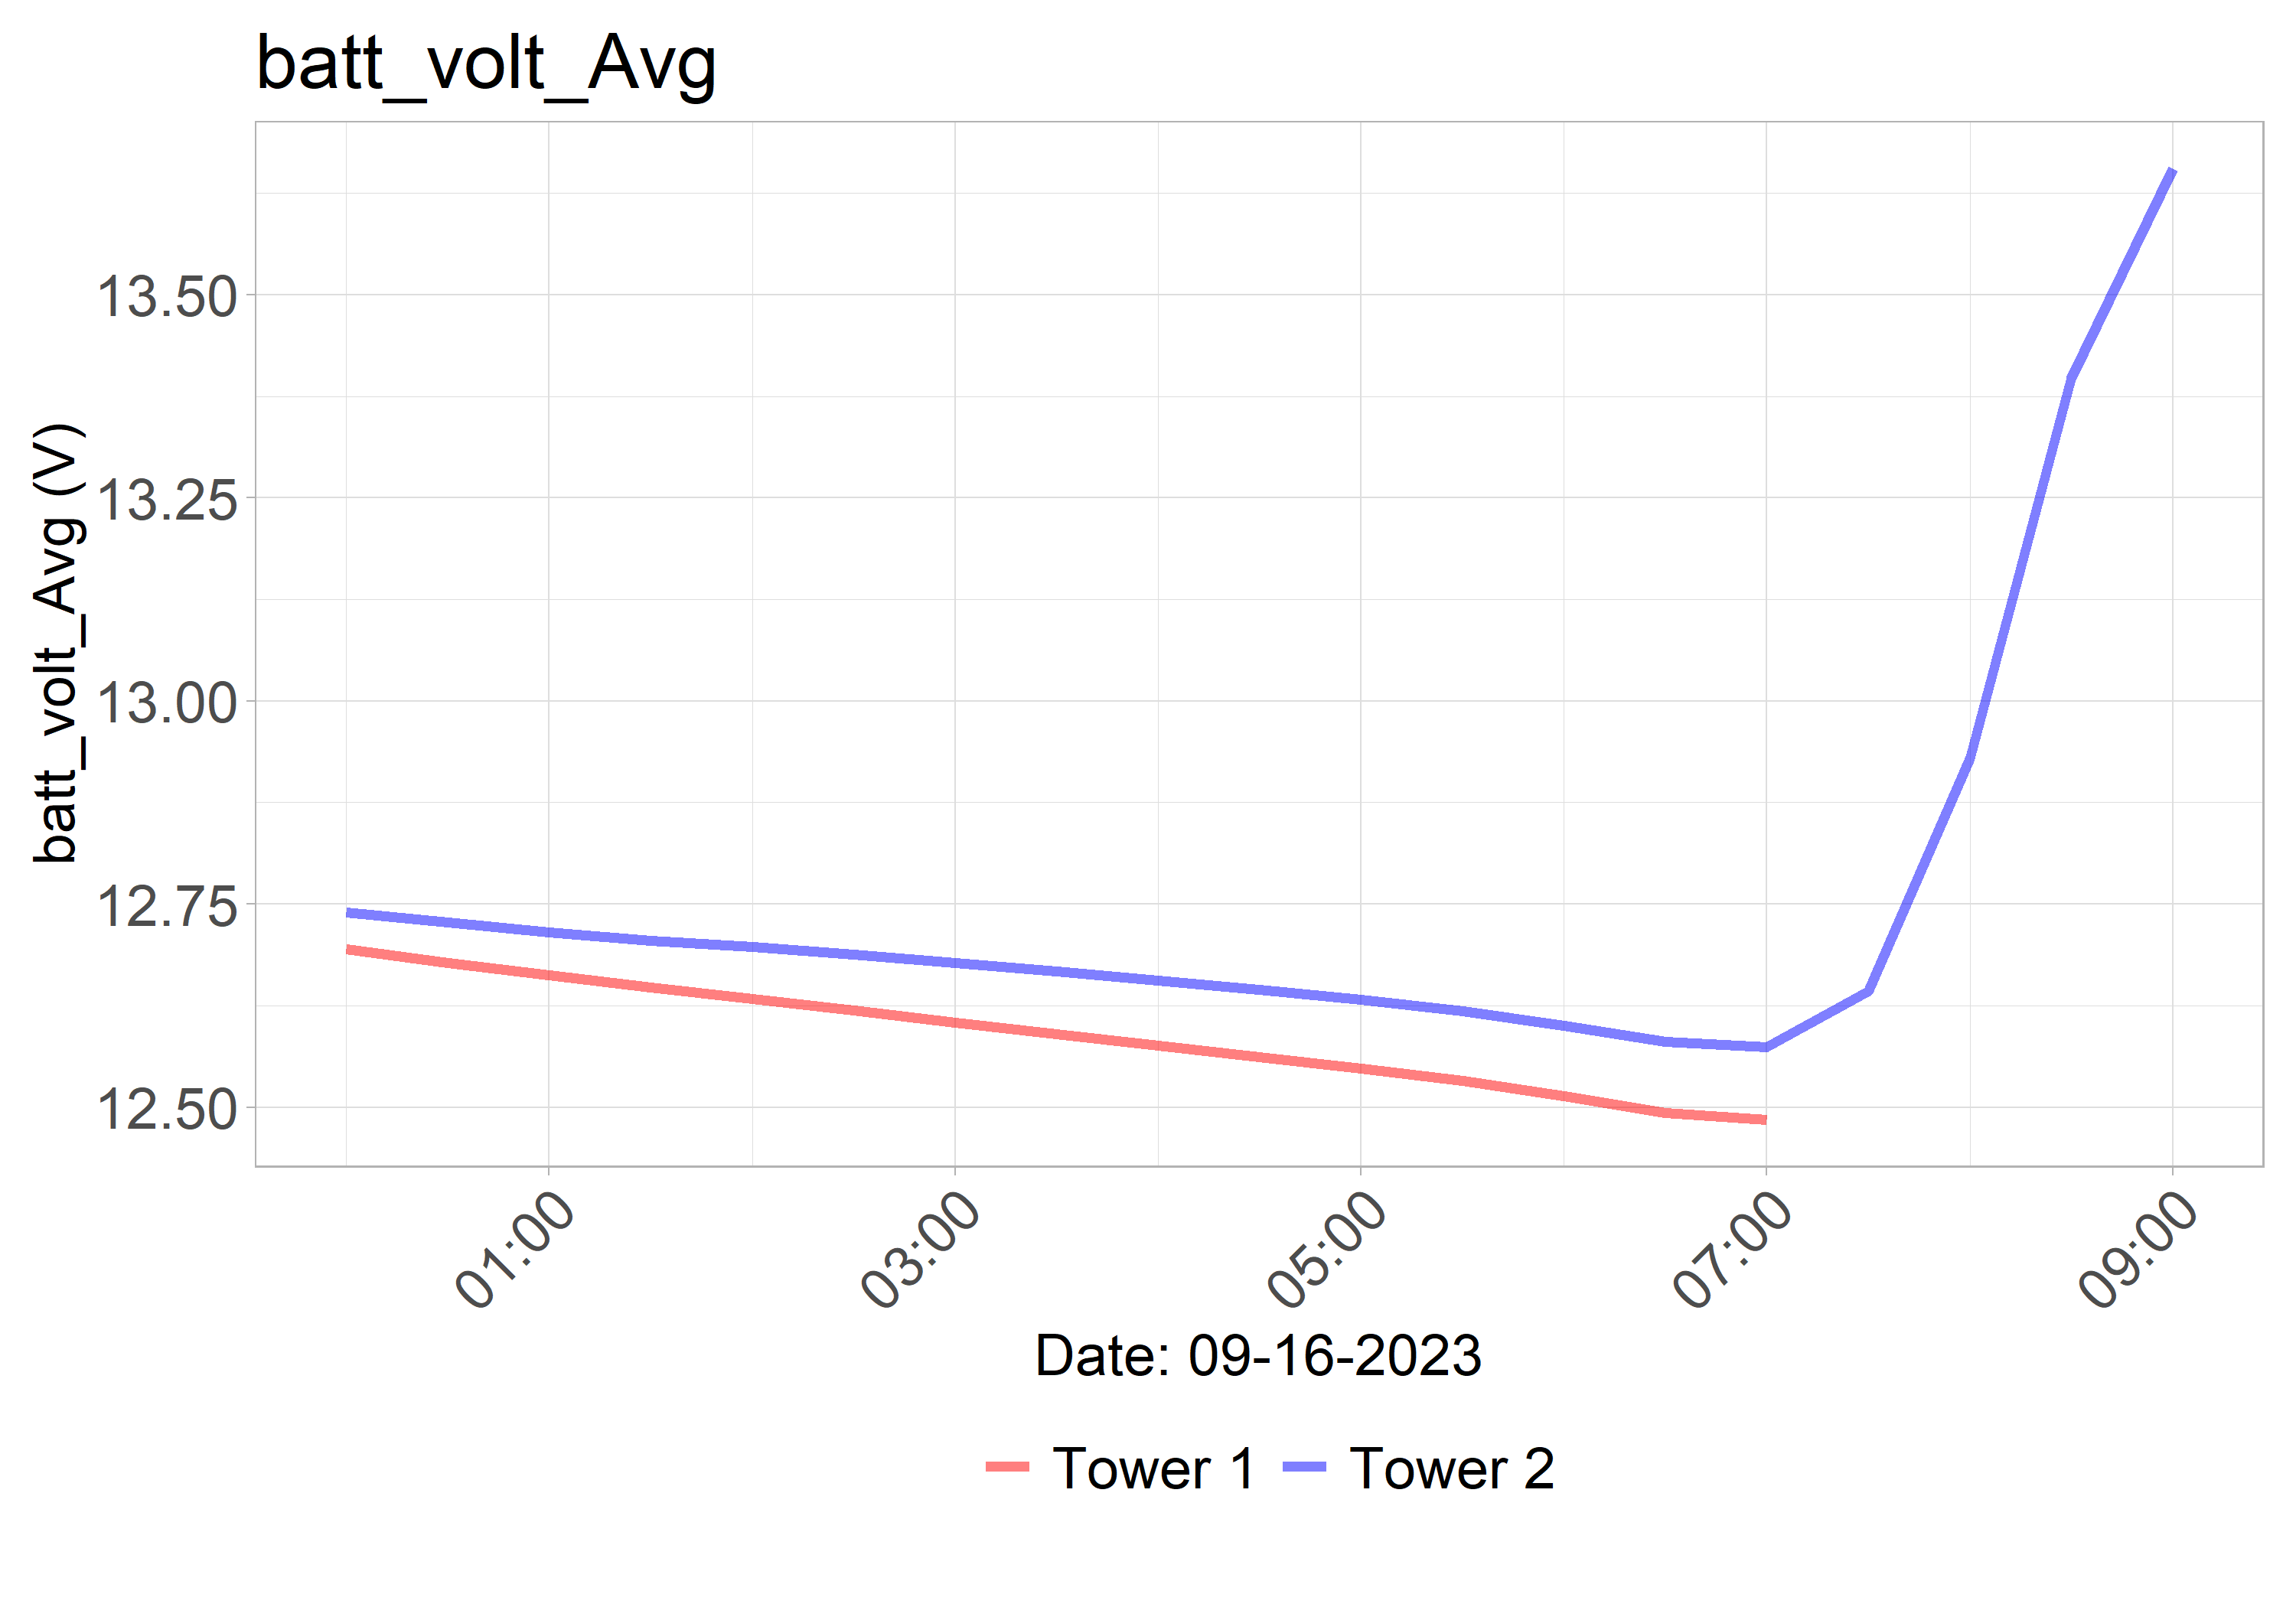 batt_volt_Avg
batt_volt_Avg (V)
13.50
13.25
13.00
12.75
12.50
01:00
03:00
05:00
07:00
09:00
Date: 09-16-2023
Tower 1
Tower 2